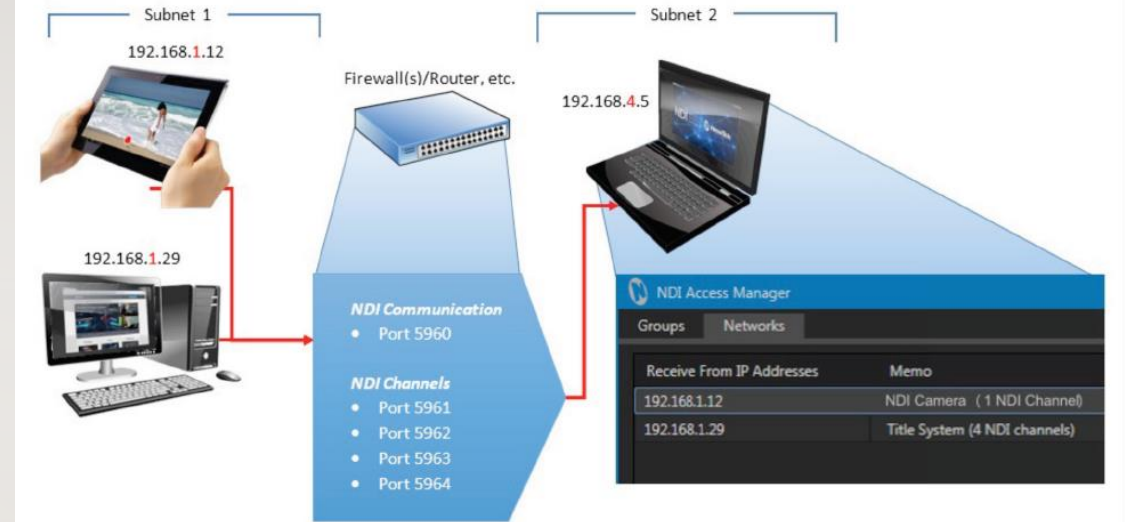 Subnet 1
Subnet 2
192.168.1.12
Firewall(s)/Router, etc.
192.168.4.5
NDI
192.168.1.29
NDI Communication
• Port 5960
NDI Channels
• Port 5961
• Port 5962
• Port 5963
• Port 5964
NDI Access Manager
Groups Networks
Receive From IP Addresses Memo
192.168.1.12 NDI Camera ( 1 NDI Channel)
192.168.1.29 Title System (4 NDI channels)